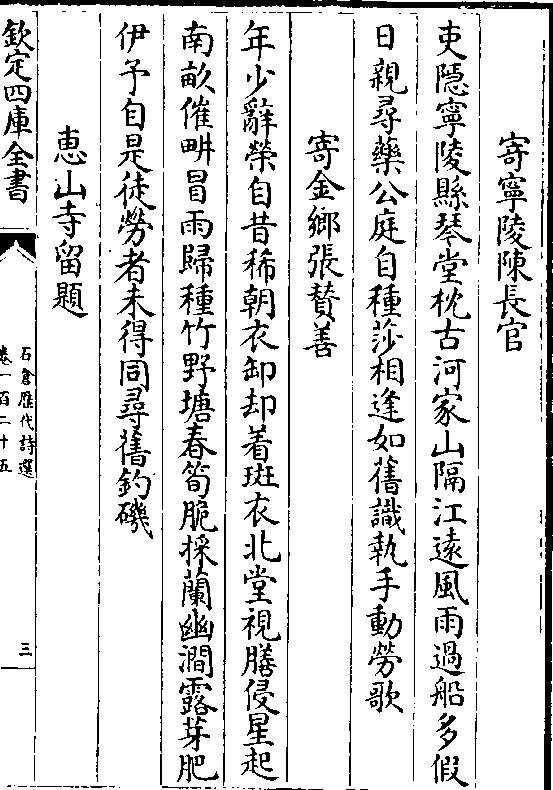 寄寧陵陳長官
吏隠寧陵縣琴堂枕古河家山隔江遠風雨過船多假
日親尋藥公庭自種莎相逢如舊識執手動勞歌
寄金鄉張賛善
年少辭榮自昔稀朝衣卸却着斑衣北堂視膳侵星起
南畝催畊冒雨歸種竹野塘春筍脆採蘭幽澗露芽肥
伊予自是徒勞者未得同尋舊釣磯
惠山寺留題
欽定四庫全書
石倉歴代詩選
卷一百二十五
三